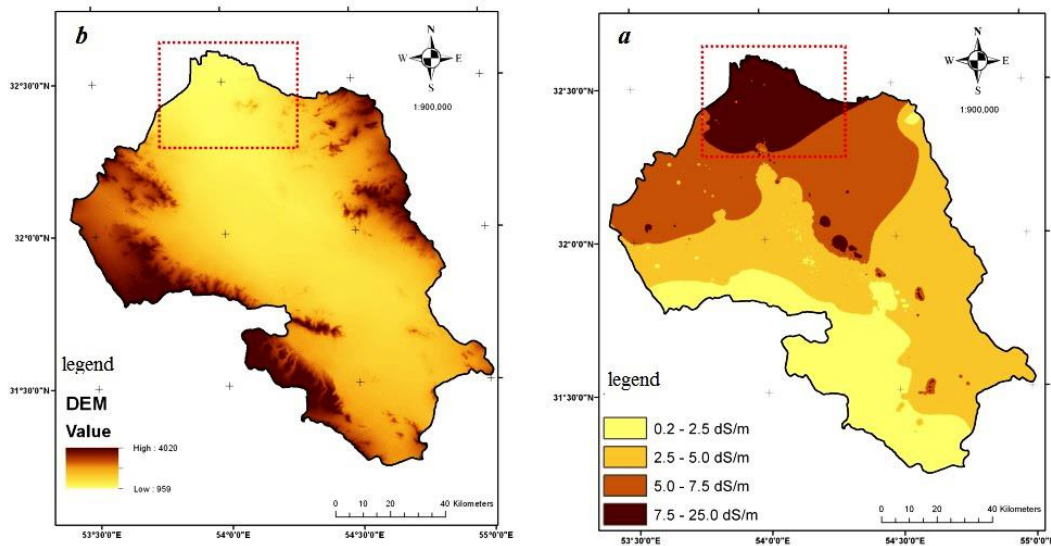 b
N
W E
S
1:900,000
32°30'0"N
32°0'0"N
31°30'0"N
legend
DEM
Value
High : 4020
Low : 959
0 10 20 40 Kilometers
53°30'0"E 54°0'0"E 54°30'0"E 55°0'0"E
a
N
W E
S
1:900,000
32°30'0"N
32°0'0"N
31°30'0"N
legend
0.2 - 2.5 dS/m
2.5 - 5.0 dS/m
5.0 - 7.5 dS/m
7.5 - 25.0 dS/m
0 10 20 40 Kilometers
53°30'0"E 54°0'0"E 54°30'0"E 55°0'0"E